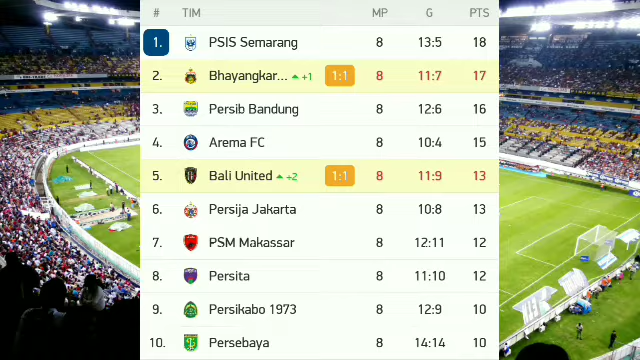 # TIM MP G PTS
1. PSIS Semarang 8 13:5 18
2. Bhayangkar... +1 1:1 8 11:7 17
3. Persib Bandung 8 12:6 16
4. Arema FC 8 10:4 15
5. Bali United +2 1:1 8 11:9 13
6. Persija Jakarta 8 10:8 13
7. PSM Makassar 8 12:11 12
8. Persita 8 11:10 12
9. Persikabo 1973 8 12:9 10
10. Persebaya 8 14:14 10